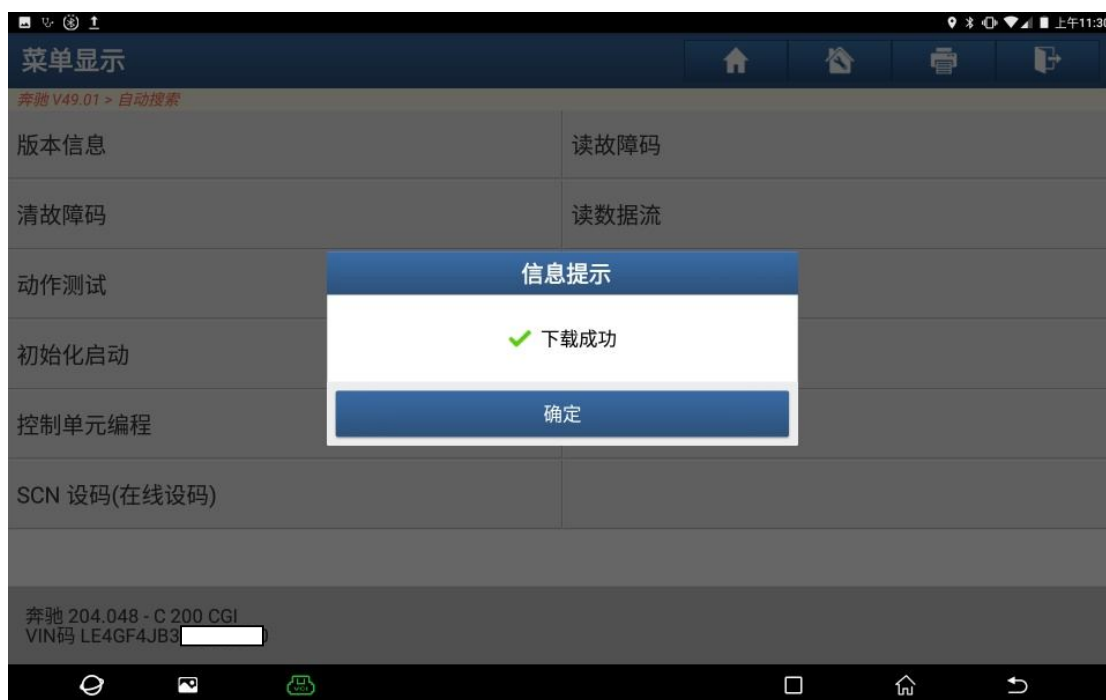 上午11:30
菜单显示
奔驰 V49.01 > 自动搜索
版本信息
读故障码
清故障码
读数据流
动作测试
信息提示
下载成功
初始化启动
确定
控制单元编程
SCN 设码(在线设码)
奔驰 204.048 - C 200 CGI
VIN码 LE4GF4JB3
VCI